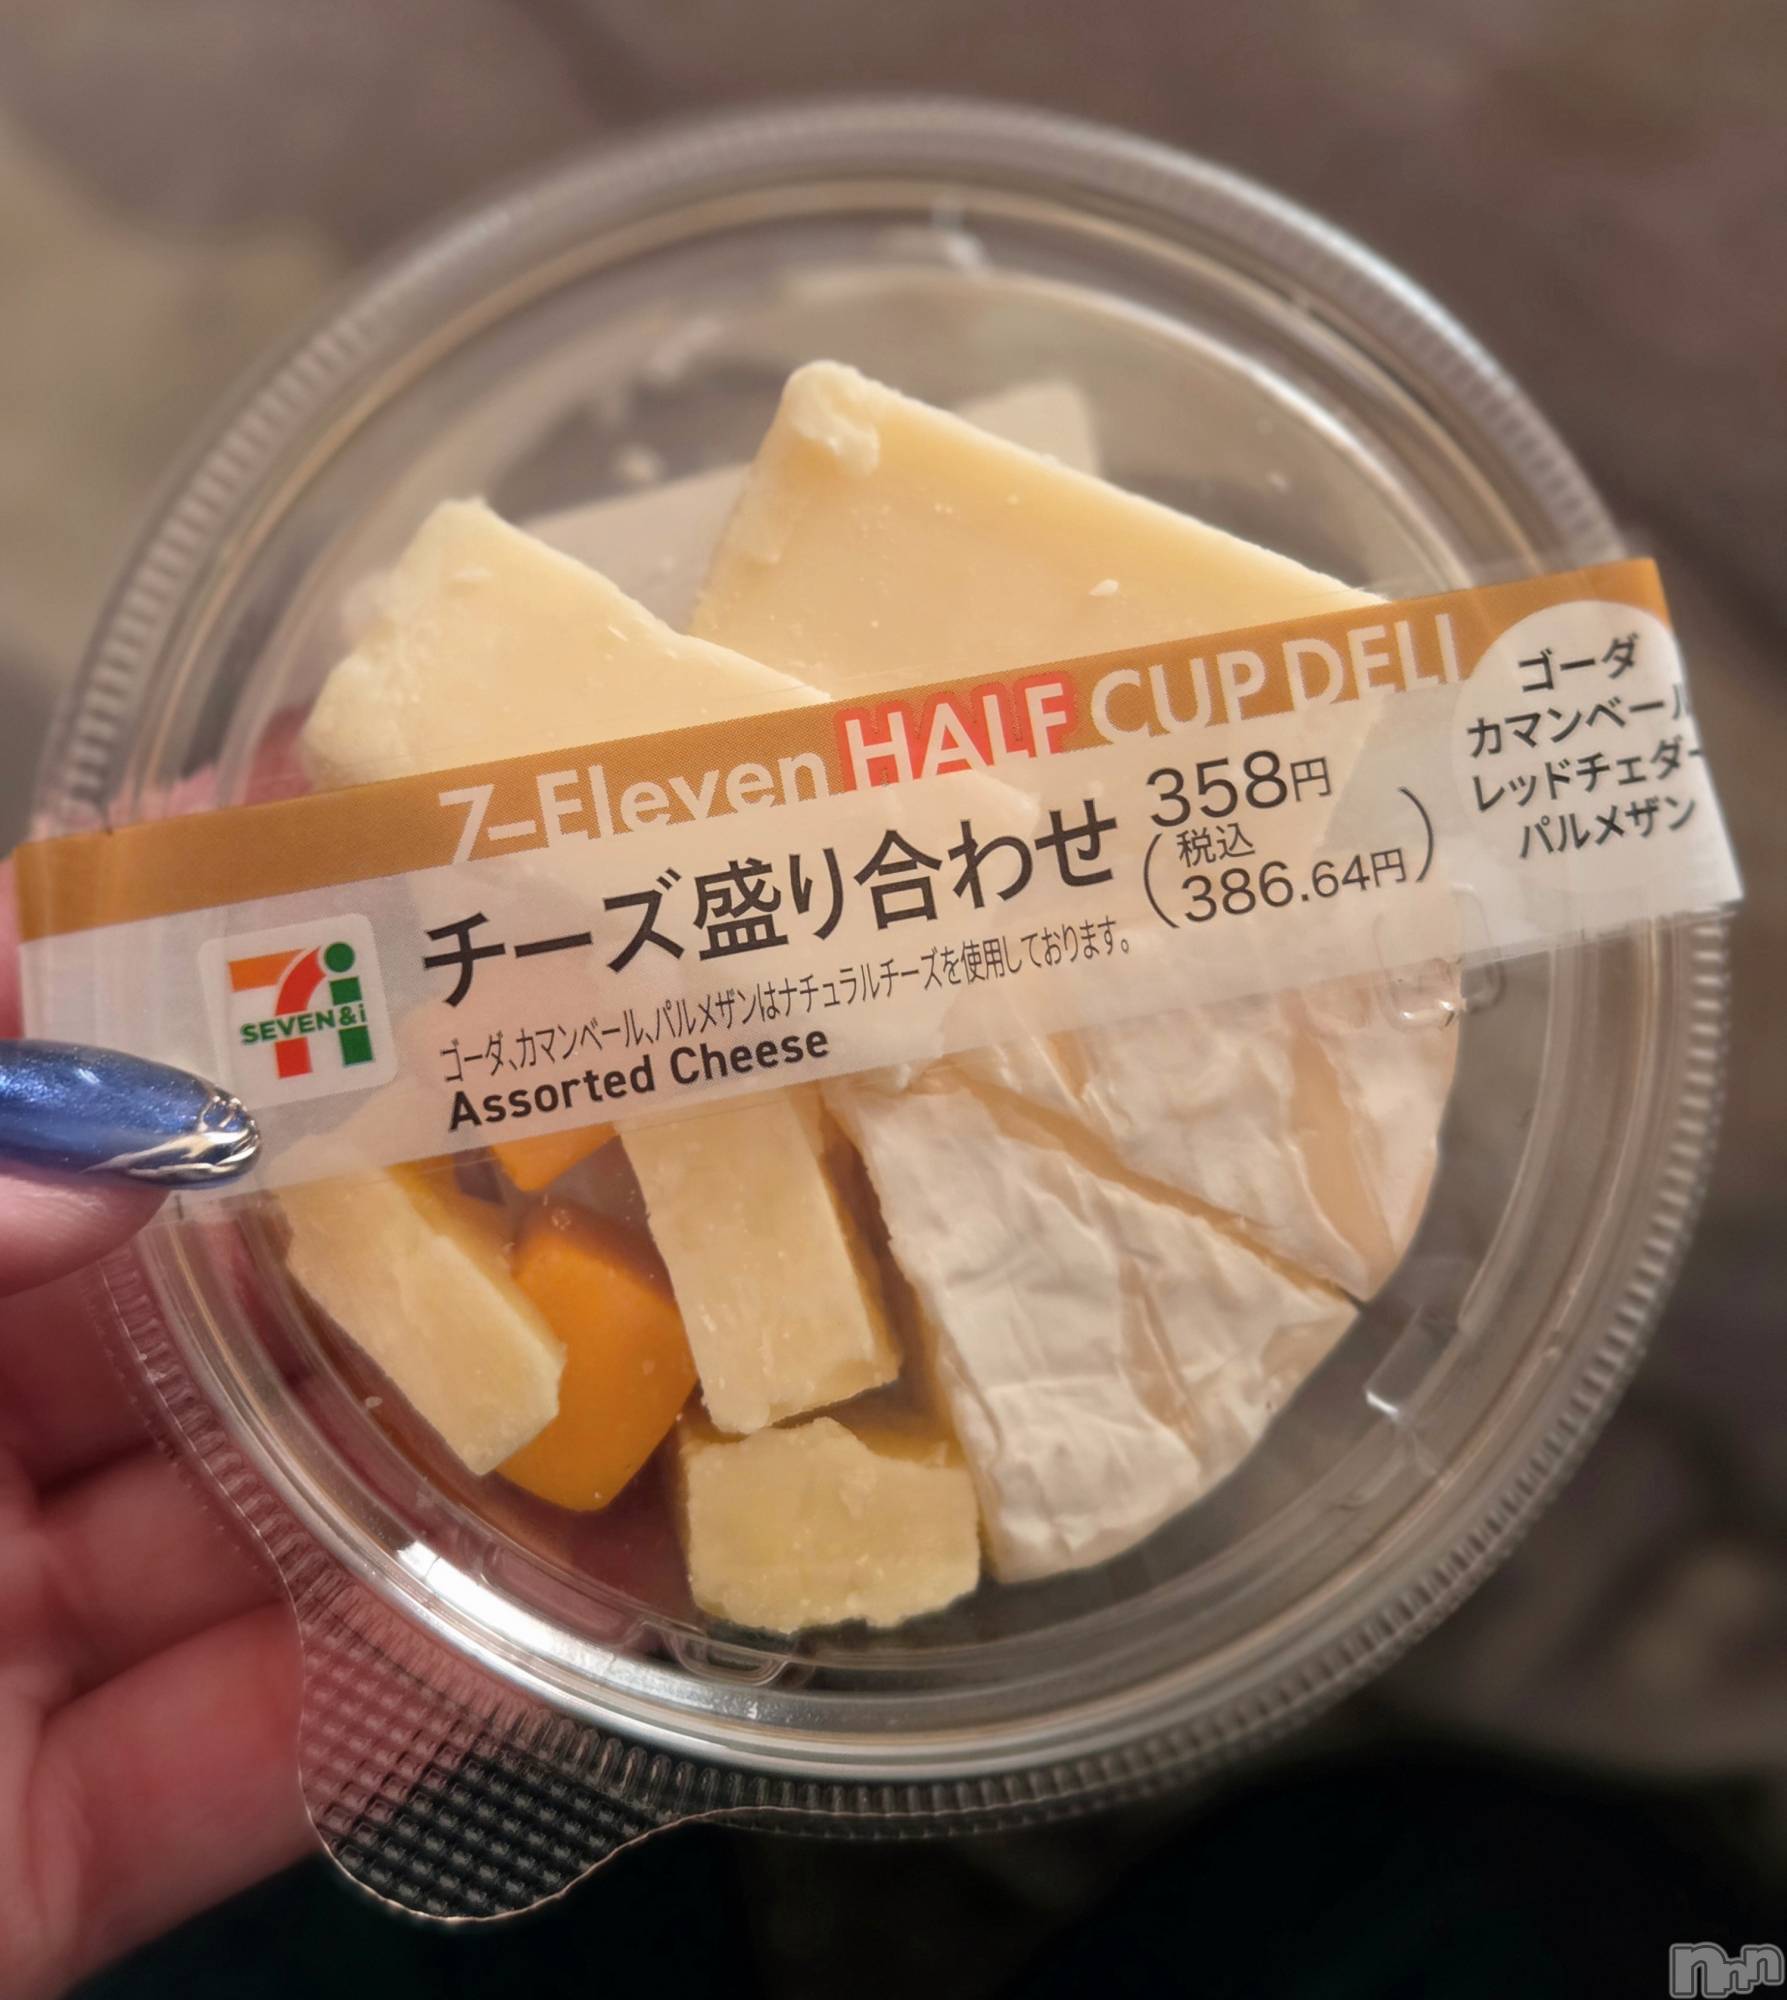 7-Eleven HALF CUP DELI
チーズ盛り合わせ 358円
(税込
386.64円)
ゴーダ、カマンベール、パルメザンはナチュラルチーズを使用しております。
Assorted Cheese
SEVEN&i
ゴーダ
カマンベール
レッドチェダー
パルメザン
nnn